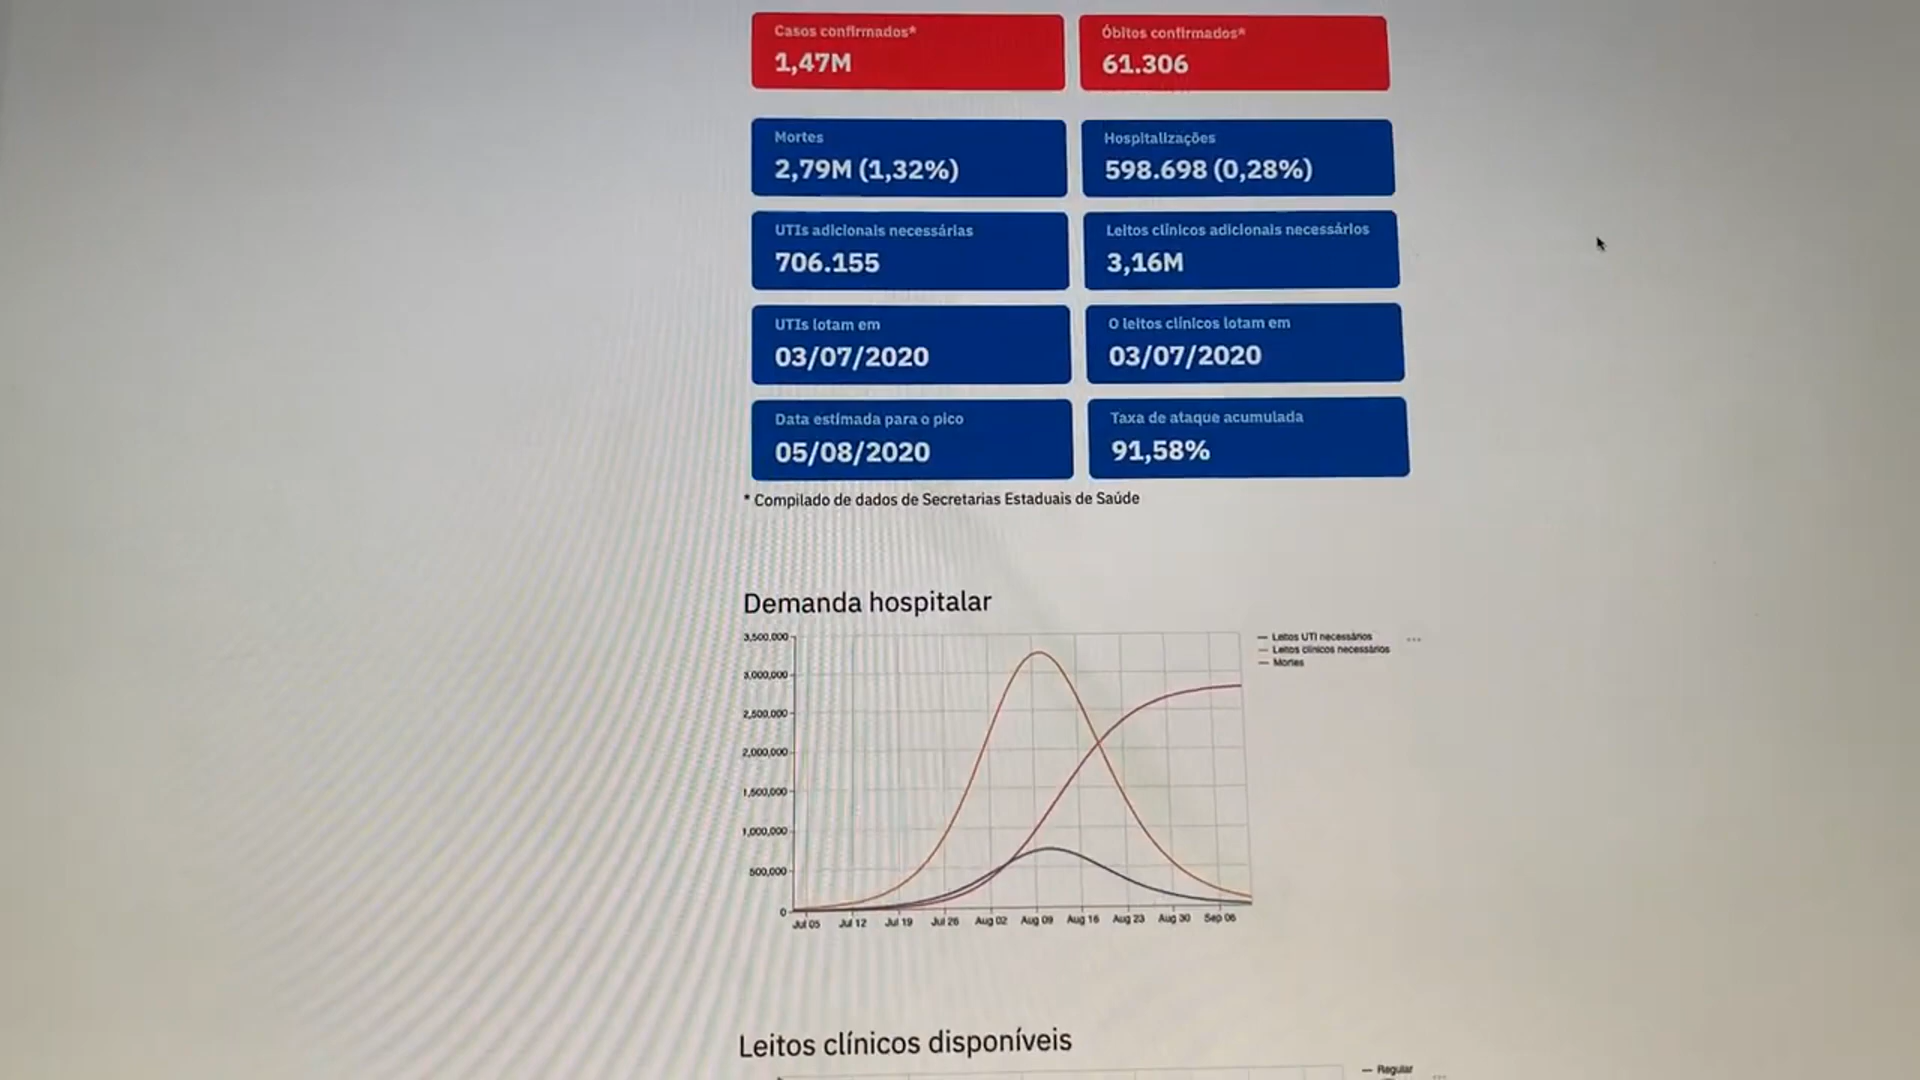 Casos confirmados*
1,47M
Óbitos confirmados*
61.306
Mortes
2,79M (1,32%)
Hospitalizações
598.698 (0,28%)
UTIs adicionais necessárias
706.155
Leitos clínicos adicionais necessários
3,16M
UTIs lotam em
03/07/2020
O leitos clínicos lotam em
03/07/2020
Data estimada para o pico
05/08/2020
Taxa de ataque acumulada
91,58%
* Compilado de dados de Secretarias Estaduais de Saúde
Demanda hospitalar
3,500,000
3,000,000
2,500,000
2,000,000
1,500,000
1,000,000
500,000
0
Jul 05 Jul 12 Jul 19 Jul 26 Aug 02 Aug 09 Aug 16 Aug 23 Aug 30 Sep 06
Leitos UTI necessários
Leitos clínicos necessários
Mortes
Leitos clínicos disponíveis
Regular